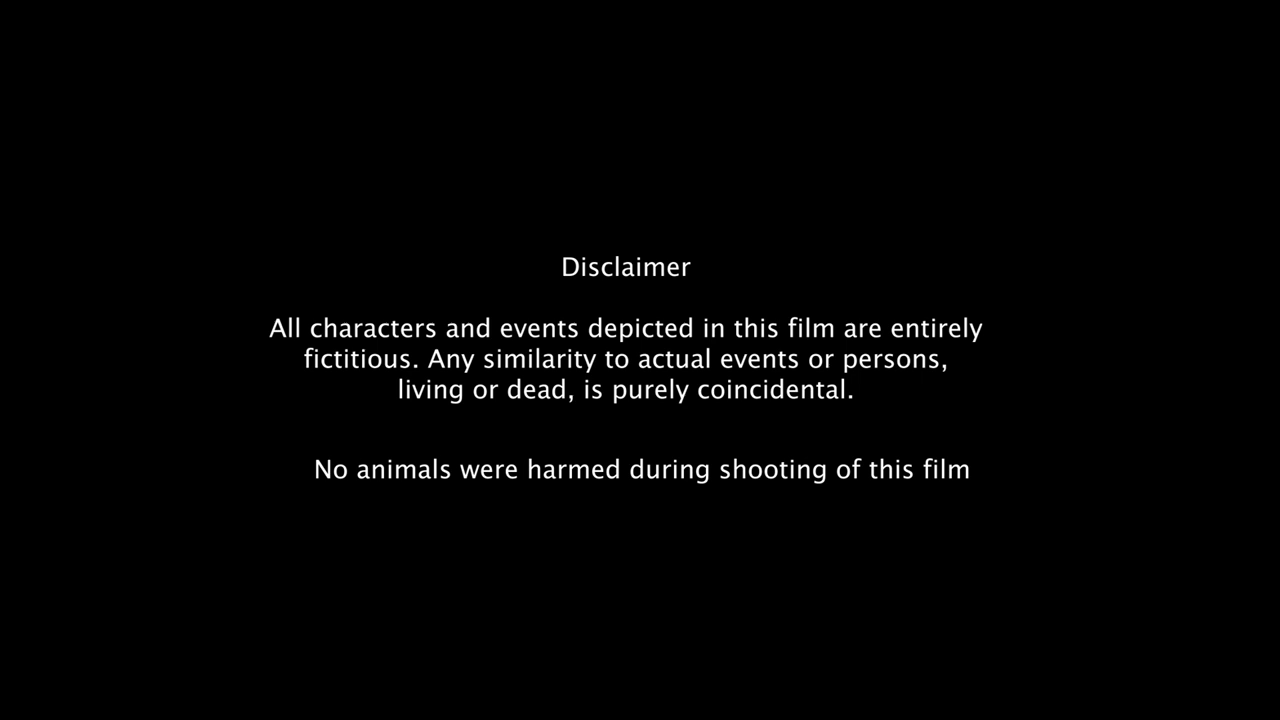 Disclaimer
All characters and events depicted in this film are entirely
fictitious. Any similarity to actual events or persons,
living or dead, is purely coincidental.
No animals were harmed during shooting of this film